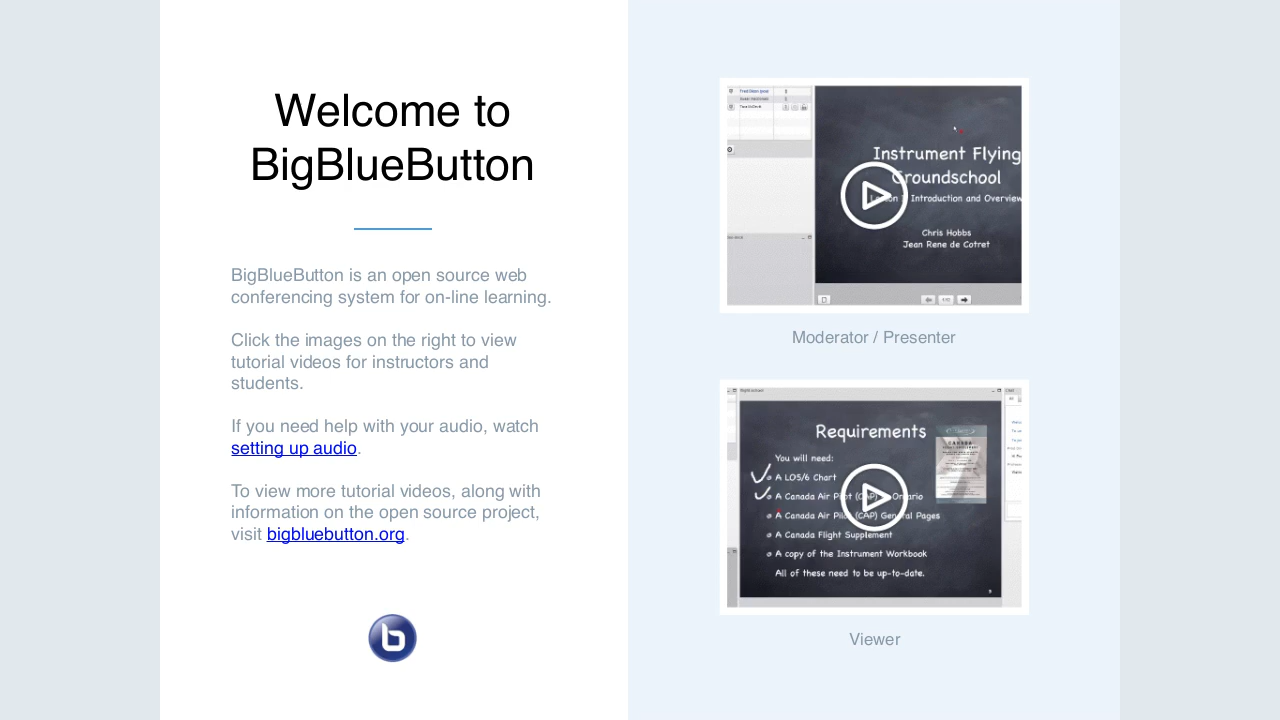 Welcome to
BigBlueButton
BigBlueButton is an open source web
conferencing system for on-line learning.
Click the images on the right to view
tutorial videos for instructors and
students.
If you need help with your audio, watch
setting up audio.
To view more tutorial videos, along with
information on the open source project,
visit bigbluebutton.org.
Instrument Flying
Groundschool
Introduction and Overview
Chris Hobbs
Jean Rene de Cotret
Moderator / Presenter
Requirements
You will need:
A LO5/6 Chart
A Canada Air Pilot (CAP) - Ontario
A Canada Air Pilot (CAP) General Pages
A Canada Flight Supplement
A copy of the Instrument Workbook
All of these need to be up-to-date.
Viewer